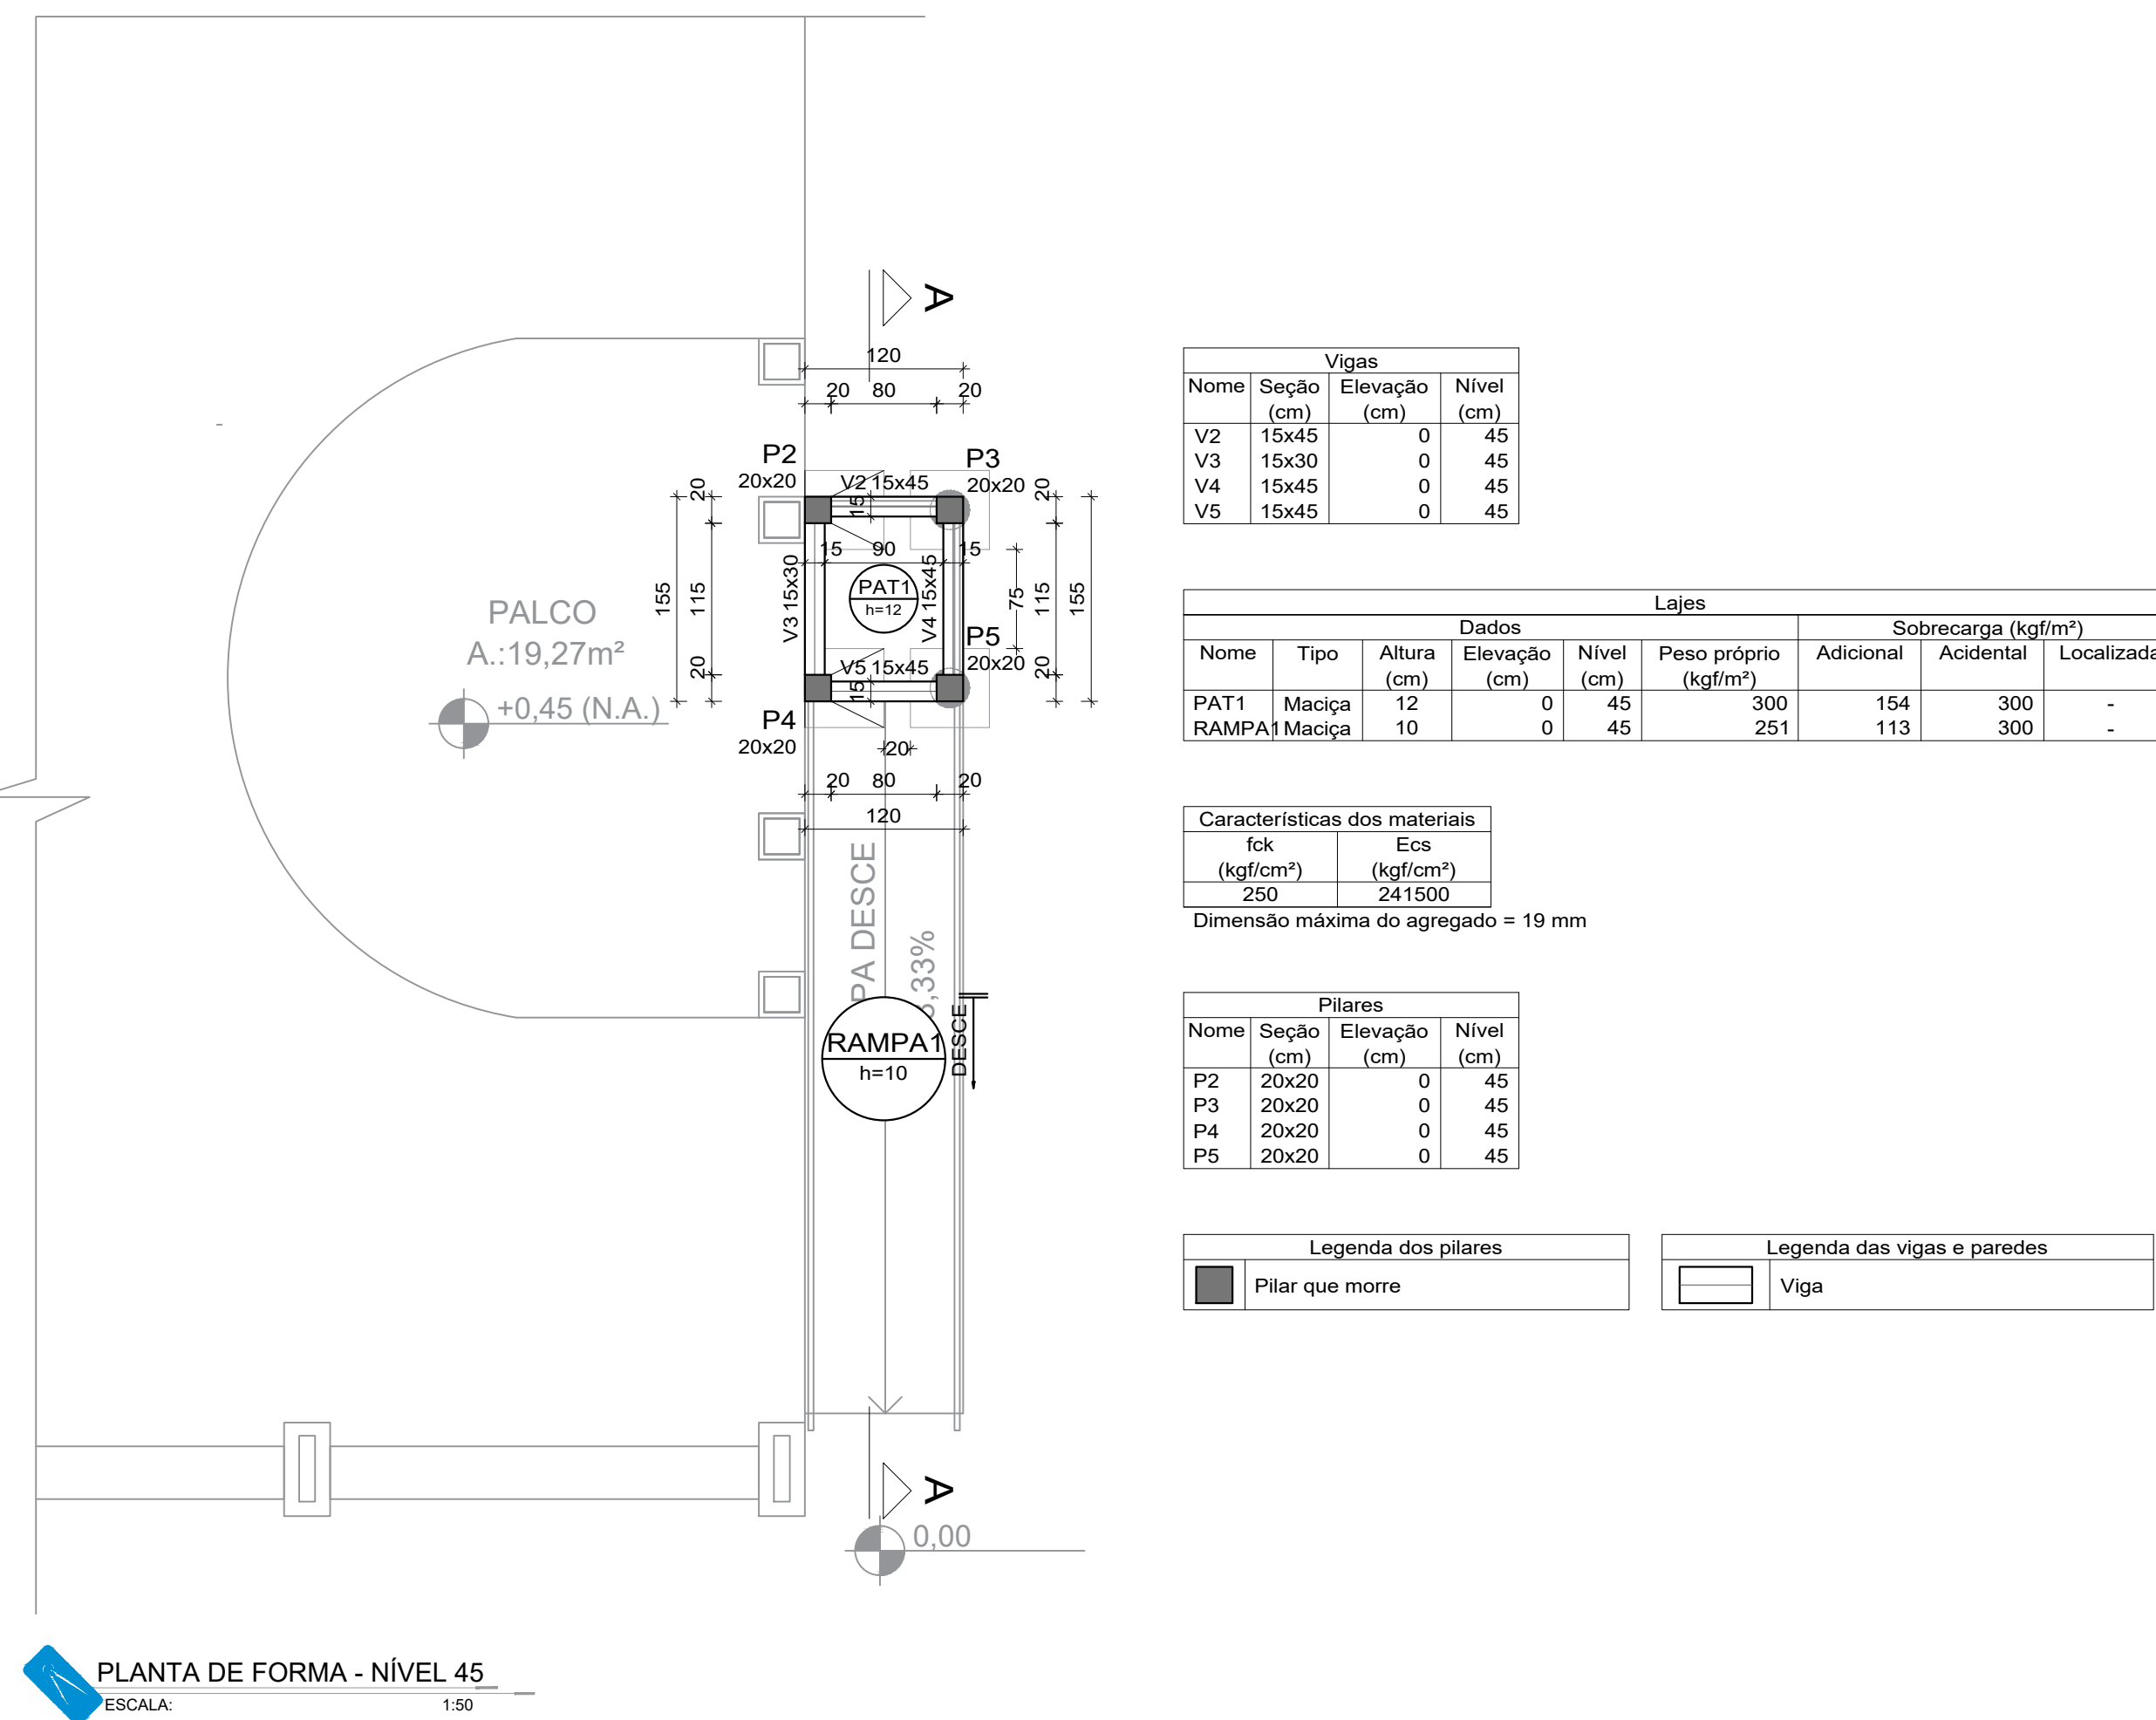 A
120
20 80 20
P2
20x20
P3
20x20
V2 15x45
15
20
115
20
155
15 90 15
V3 15x30
PAT1
h=12
V4 15x45
75
20
115
20
155
P5
20x20
V5 15x45
15
P4
20x20
20
20 80 20
120
PALCO
A.:19,27m²
+0,45 (N.A.)
PA DESCE
,33%
RAMPA1
h=10
DESCE
A
0,00
Vigas
Nome Seção (cm) Elevação (cm) Nível (cm)
V2 15x45 0 45
V3 15x30 0 45
V4 15x45 0 45
V5 15x45 0 45
Lajes
Dados Sobrecarga (kgf/m²)
Nome Tipo Altura (cm) Elevação (cm) Nível (cm) Peso próprio (kgf/m²) Adicional Acidental Localizada
PAT1 Maciça 12 0 45 300 154 300 -
RAMPA1 Maciça 10 0 45 251 113 300 -
Características dos materiais
fck (kgf/cm²) Ecs (kgf/cm²)
250 241500
Dimensão máxima do agregado = 19 mm
Pilares
Nome Seção (cm) Elevação (cm) Nível (cm)
P2 20x20 0 45
P3 20x20 0 45
P4 20x20 0 45
P5 20x20 0 45
Legenda dos pilares
Pilar que morre
Legenda das vigas e paredes
Viga
PLANTA DE FORMA - NÍVEL 45
ESCALA: 1:50